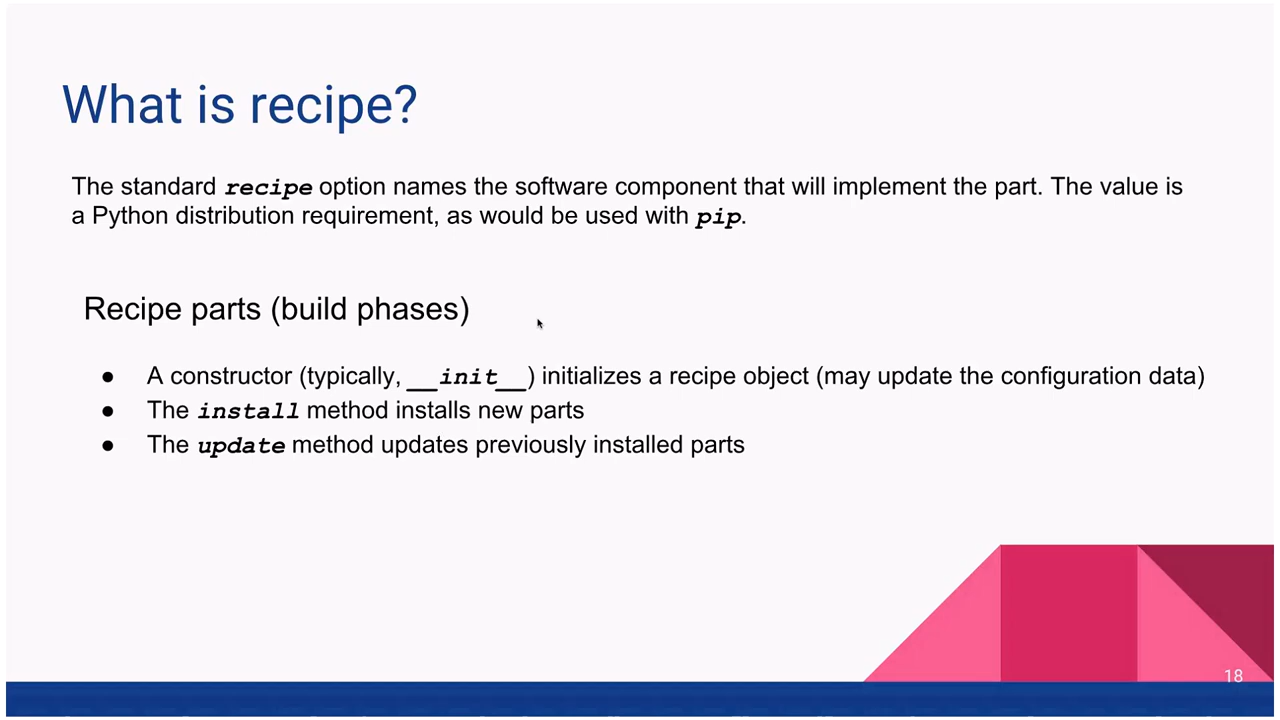 What is recipe?
The standard recipe option names the software component that will implement the part. The value is
a Python distribution requirement, as would be used with pip.
Recipe parts (build phases)
● A constructor (typically, __init__) initializes a recipe object (may update the configuration data)
● The install method installs new parts
● The update method updates previously installed parts
18